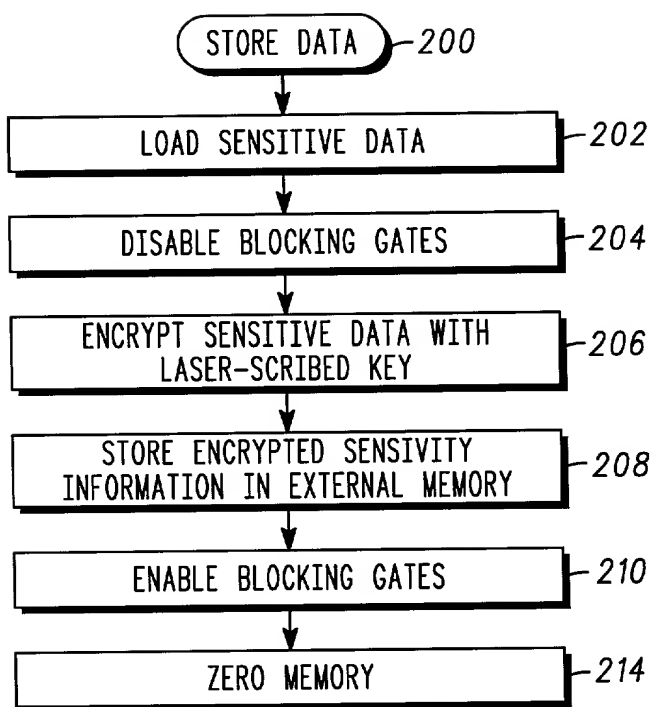 STORE DATA 200
LOAD SENSITIVE DATA 202
DISABLE BLOCKING GATES 204
ENCRYPT SENSITIVE DATA WITH
LASER-SCRIBED KEY 206
STORE ENCRYPTED SENSIVITY
INFORMATION IN EXTERNAL MEMORY 208
ENABLE BLOCKING GATES 210
ZERO MEMORY 214